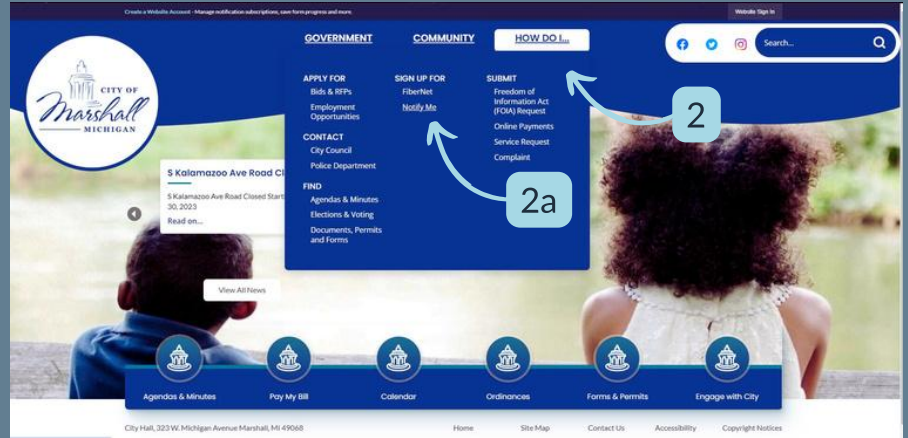 Create a Website Account - Manage notification subscriptions, save form progress and more.
Website Sign In
GOVERNMENT
COMMUNITY
HOW DO I...
Search...
CITY OF
Marshall
MICHIGAN
APPLY FOR
Bids & RFPs
Employment
Opportunities
CONTACT
City Council
Police Department
FIND
Agendas & Minutes
Elections & Voting
Documents, Permits
and Forms
SIGN UP FOR
FiberNet
Notify Me
SUBMIT
Freedom of
Information Act
(FOIA) Request
Online Payments
Service Request
Complaint
2
2a
S Kalamazoo Ave Road Cl
S Kalamazoo Ave Road Closed Start
30, 2023
Read on...
View All News
Agendas & Minutes
Pay My Bill
Calendar
Ordinances
Forms & Permits
Engage with City
City Hall, 323 W. Michigan Avenue Marshall, MI 49068
Home
Site Map
Contact Us
Accessibility
Copyright Notices